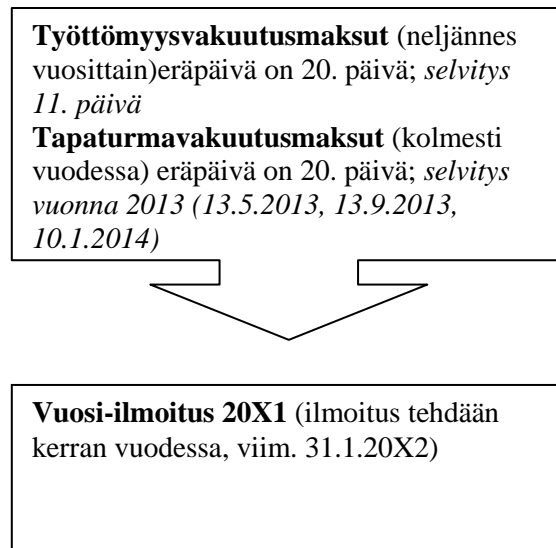 Työttömyysvakuutusmaksut (neljännes
vuosittain)eräpäivä on 20. päivä; selvitys
11. päivä
Tapaturmavakuutusmaksut (kolmesti
vuodessa) eräpäivä on 20. päivä; selvitys
vuonna 2013 (13.5.2013, 13.9.2013,
10.1.2014)
Vuosi-ilmoitus 20X1 (ilmoitus tehdään
kerran vuodessa, viim. 31.1.20X2)